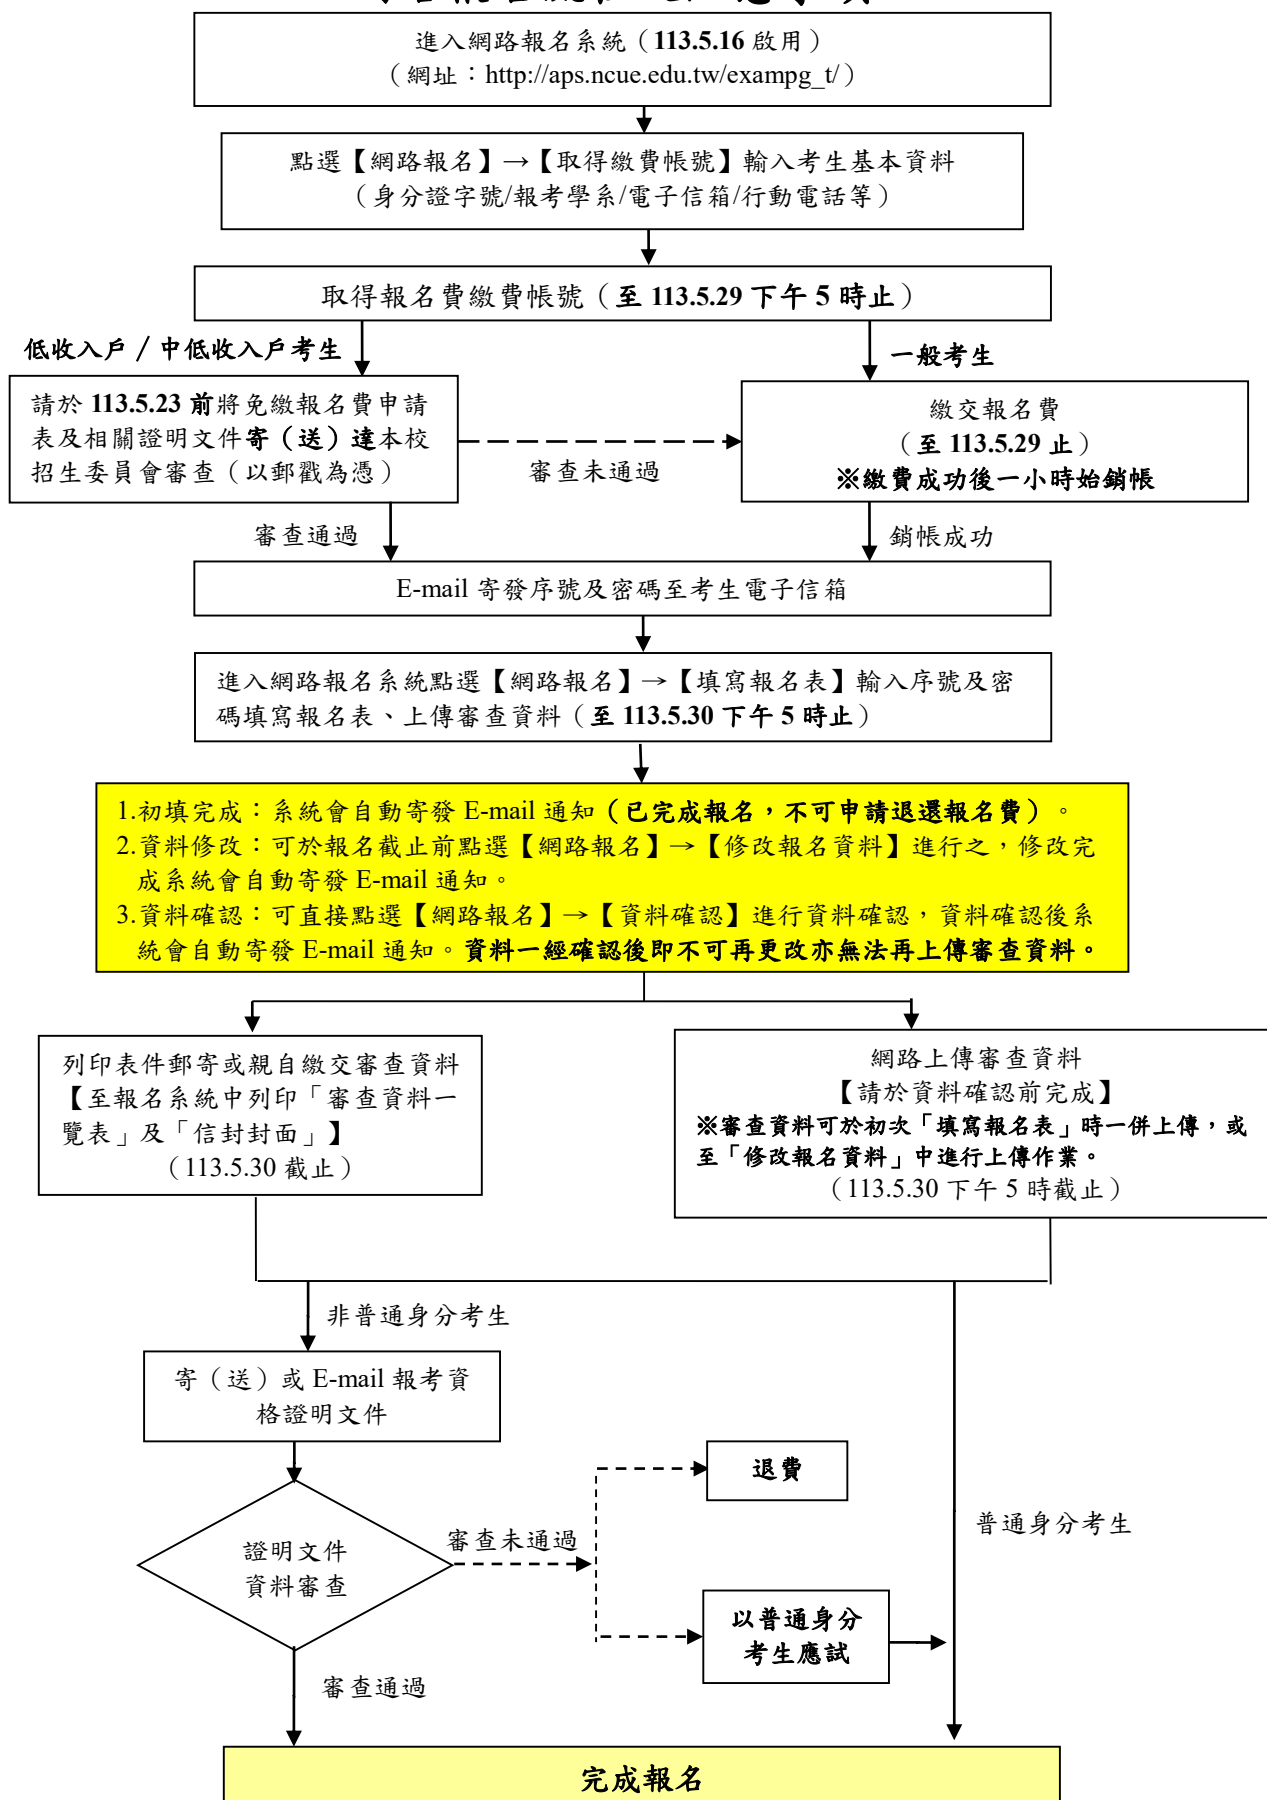 進入網路報名系統（113.5.16 啟用）
（網址：http://aps.ncue.edu.tw/exampg_t/）
點選【網路報名】→【取得繳費帳號】輸入考生基本資料
（身分證字號/報考學系/電子信箱/行動電話等）
取得報名費繳費帳號（至 113.5.29 下午 5 時止）
低收入戶／中低收入戶考生
一般考生
請於 113.5.23 前將免繳報名費申請
表及相關證明文件寄（送）達本校
招生委員會審查（以郵戳為憑）
審查未通過
繳交報名費
（至 113.5.29 止）
※繳費成功後一小時始銷帳
審查通過
銷帳成功
E-mail 寄發序號及密碼至考生電子信箱
進入網路報名系統點選【網路報名】→【填寫報名表】輸入序號及密
碼填寫報名表、上傳審查資料（至 113.5.30 下午 5 時止）
1.初填完成：系統會自動寄發 E-mail 通知（已完成報名，不可申請退還報名費）。
2.資料修改：可於報名截止前點選【網路報名】→【修改報名資料】進行之，修改完
成系統會自動寄發 E-mail 通知。
3.資料確認：可直接點選【網路報名】→【資料確認】進行資料確認，資料確認後系
統會自動寄發 E-mail 通知。資料一經確認後即不可再更改亦無法再上傳審查資料。
列印表件郵寄或親自繳交審查資料
【至報名系統中列印「審查資料一
覽表」及「信封封面」】
（113.5.30 截止）
網路上傳審查資料
【請於資料確認前完成】
※審查資料可於初次「填寫報名表」時一併上傳，或
至「修改報名資料」中進行上傳作業。
（113.5.30 下午 5 時截止）
非普通身分考生
寄（送）或 E-mail 報考資
格證明文件
退費
普通身分考生
審查未通過
證明文件
資料審查
以普通身分
考生應試
審查通過
完成報名